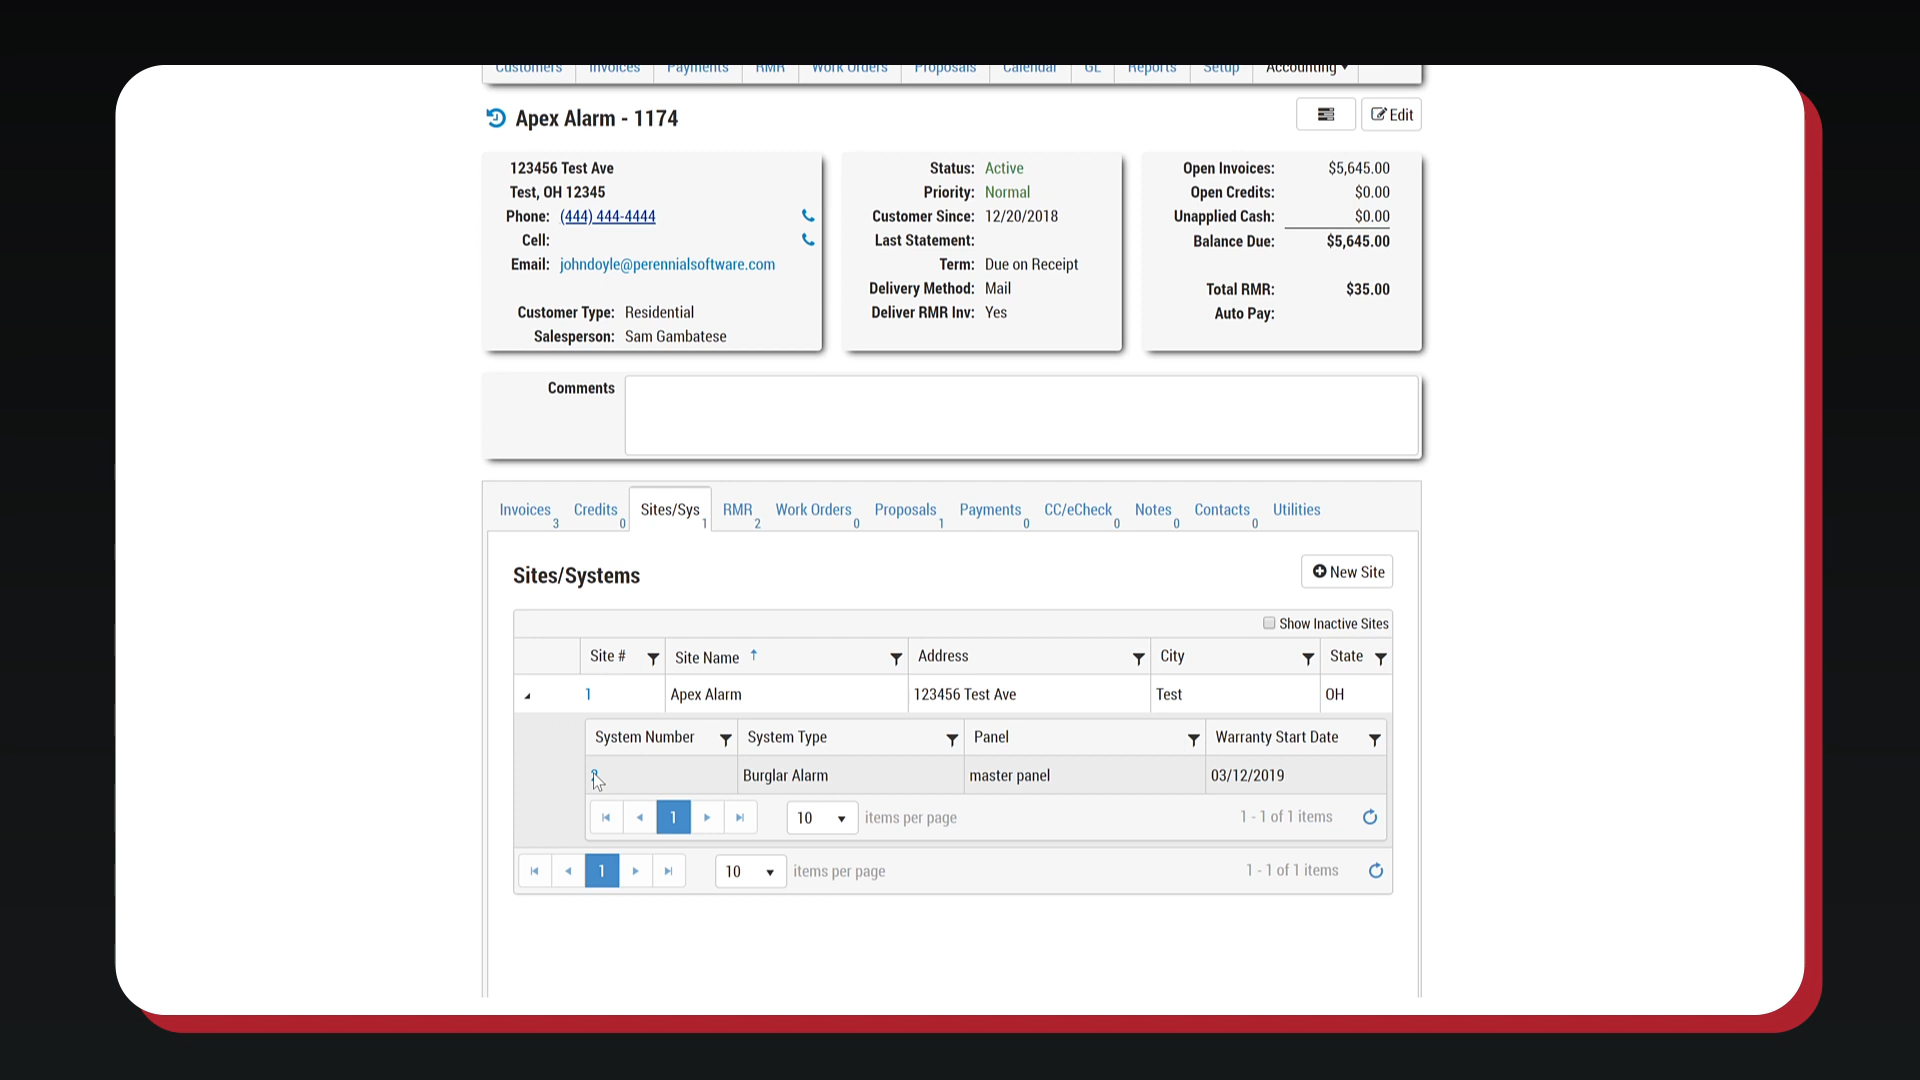 Customers Invoices Payments RMR Work Orders Proposals Calendar GL Reports Setup Accounting
Apex Alarm - 1174
Edit
123456 Test Ave
Test, OH 12345
Phone: (444) 444-4444
Cell:
Email: johndoyle@perennialsoftware.com
Customer Type: Residential
Salesperson: Sam Gambatese
Status: Active
Priority: Normal
Customer Since: 12/20/2018
Last Statement:
Term: Due on Receipt
Delivery Method: Mail
Deliver RMR Inv: Yes
Open Invoices: $5,645.00
Open Credits: $0.00
Unapplied Cash: $0.00
Balance Due: $5,645.00
Total RMR: $35.00
Auto Pay:
Comments
Invoices 3 Credits 0 Sites/Sys 1 RMR 2 Work Orders 0 Proposals 1 Payments 0 CC/eCheck 0 Notes 0 Contacts 0 Utilities
Sites/Systems
New Site
Show Inactive Sites
Site # Site Name Address City State
1 Apex Alarm 123456 Test Ave Test OH
System Number System Type Panel Warranty Start Date
Burglar Alarm master panel 03/12/2019
1 10 items per page 1 - 1 of 1 items
1 10 items per page 1 - 1 of 1 items